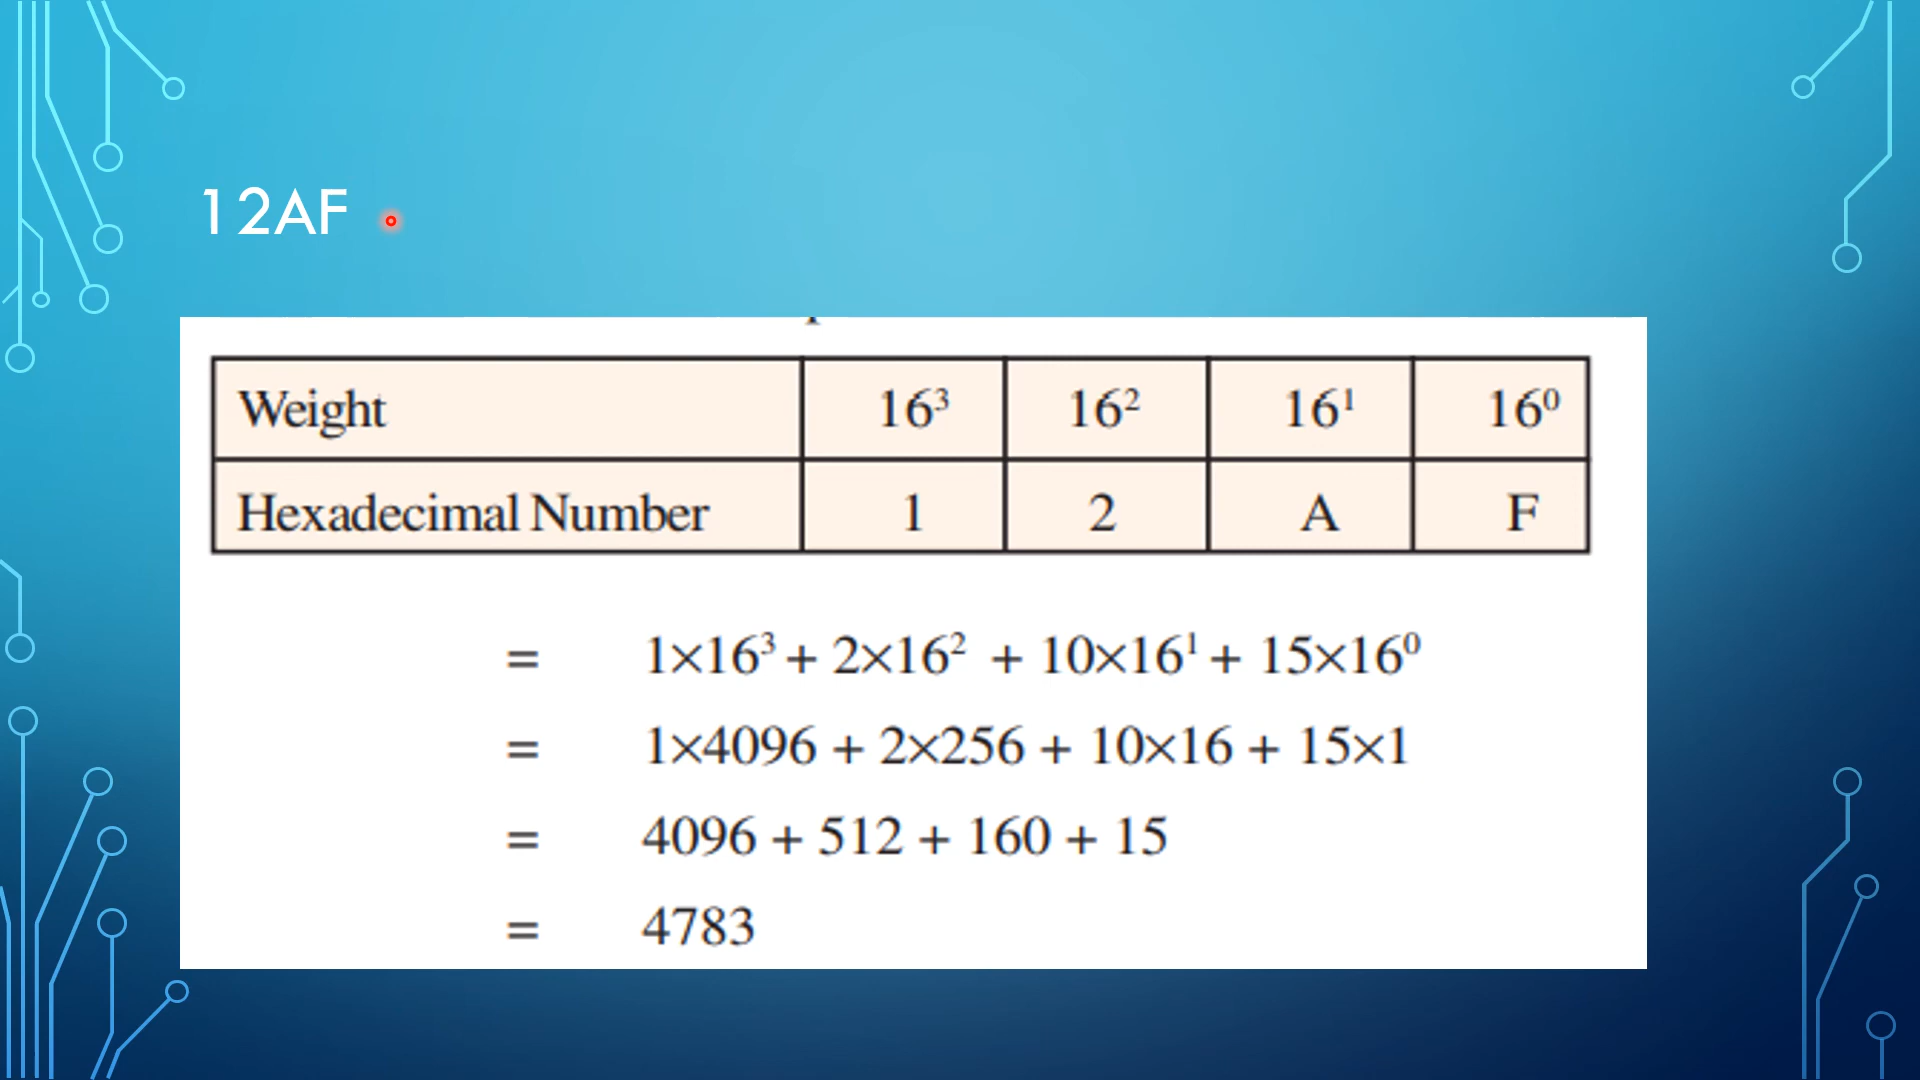 12AF
Weight 16³ 16² 16¹ 16⁰
Hexadecimal Number 1 2 A F
= 1×16³ + 2×16² + 10×16¹ + 15×16⁰
= 1×4096 + 2×256 + 10×16 + 15×1
= 4096 + 512 + 160 + 15
= 4783